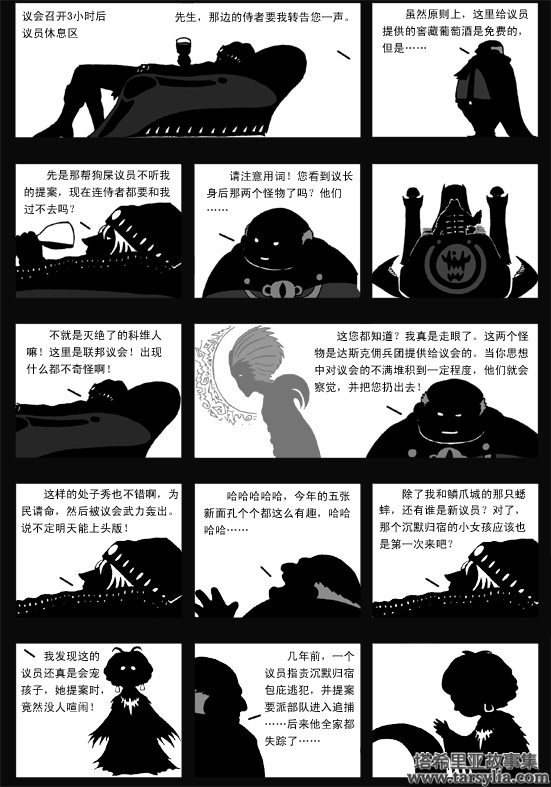 议会召开3小时后
议员休息区
先生，那边的侍者要我转告您一声。
虽然原则上，这里给议员
提供的窖藏葡萄酒是免费的，
但是……
先是那帮狗屎议员不听我
的提案，现在连侍者都要和我
过不去吗？
请注意用词！您看到议长
身后那两个怪物了吗？他们
……
不就是灭绝了的科维人
嘛！这里是联邦议会！出现
什么都不奇怪啊！
这您都知道？我真是走眼了。这两个怪
物是达斯克佣兵团提供给议会的。当你思想
中对议会的不满堆积到一定程度，他们就会
察觉，并把您扔出去！
这样的处子秀也不错啊，为
民请命，然后被议会武力轰出。
说不定明天能上头版！
哈哈哈哈哈，今年的五张
新面孔个个都这么有趣，哈哈
哈哈……
除了我和鳞爪城的那只蟋
蟀，还有谁是新议员？对了，
那个沉默归宿的小女孩应该也
是第一次来吧？
我发现这的
议员还真是会宠
孩子，她提案时，
竟然没人喧闹！
几年前，一个
议员指责沉默归宿
包庇逃犯，并提案
要派部队进入追捕
……后来他全家都
失踪了……
塔希里亚故事集
www.tarsylia.com